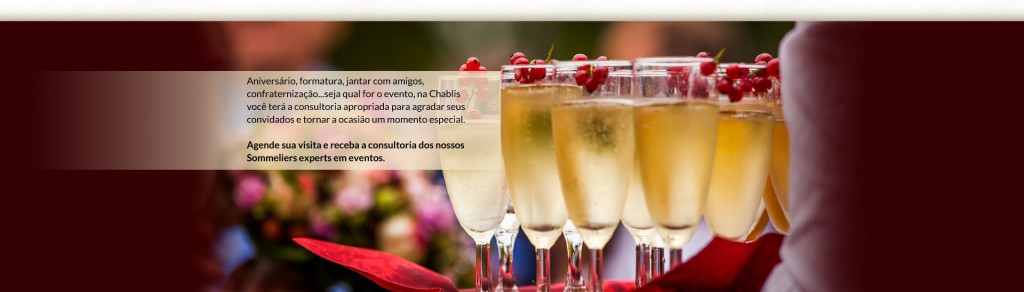 Aniversário, formatura, jantar com amigos,
confraternização...seja qual for o evento, na Chablis
você terá a consultoria apropriada para agradar seus
convidados e tornar a ocasião um momento especial.
Agende sua visita e receba a consultoria dos nossos
Sommeliers experts em eventos.